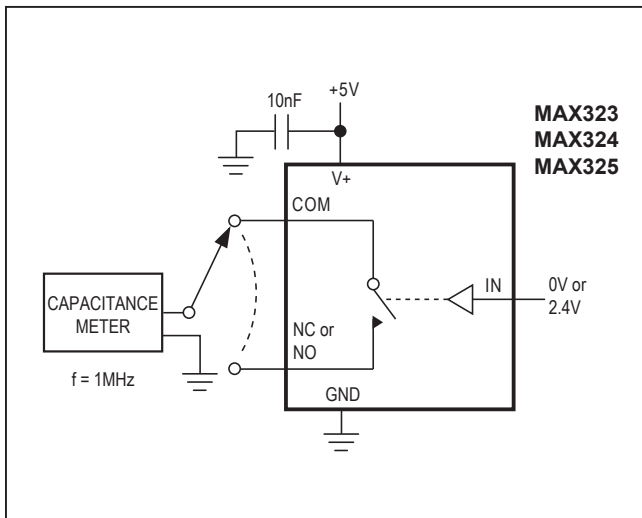 10nF
+5V
MAX323
MAX324
MAX325
V+
COM
IN
0V or
2.4V
CAPACITANCE
METER
NC or
NO
f = 1MHz
GND